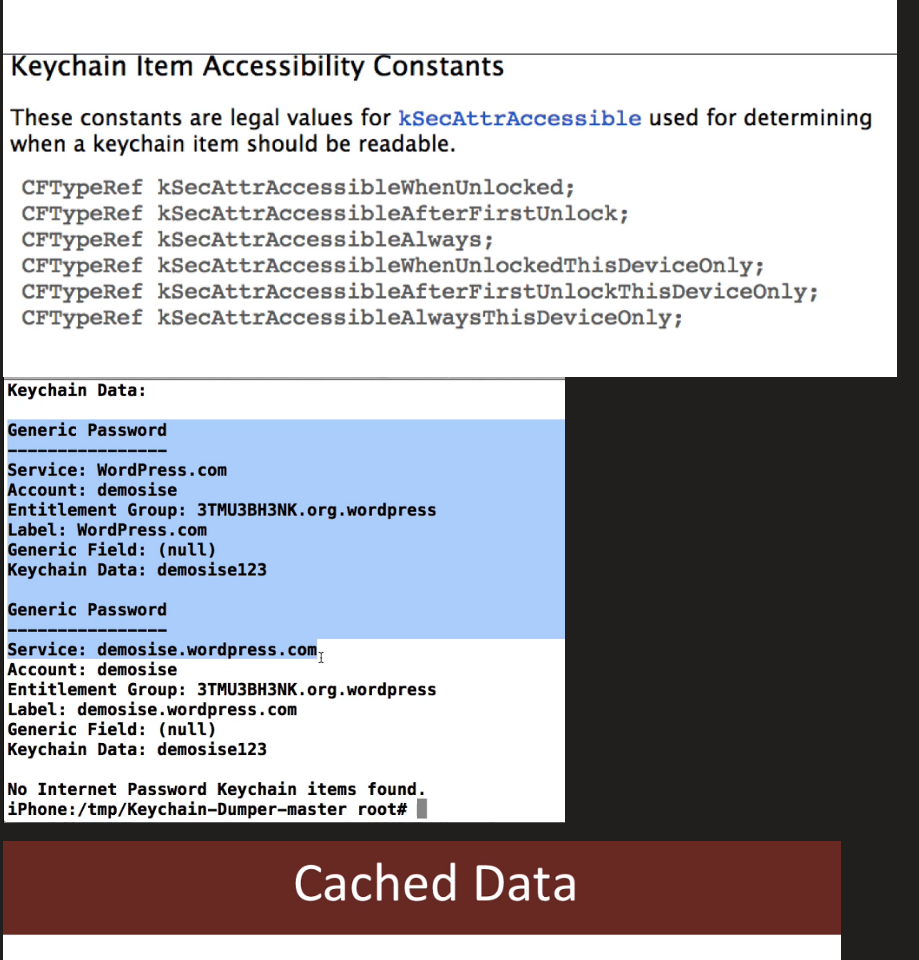 Keychain Item Accessibility Constants
These constants are legal values for kSecAttrAccessible used for determining
when a keychain item should be readable.
CFTypeRef kSecAttrAccessibleWhenUnlocked;
CFTypeRef kSecAttrAccessibleAfterFirstUnlock;
CFTypeRef kSecAttrAccessibleAlways;
CFTypeRef kSecAttrAccessibleWhenUnlockedThisDeviceOnly;
CFTypeRef kSecAttrAccessibleAfterFirstUnlockThisDeviceOnly;
CFTypeRef kSecAttrAccessibleAlwaysThisDeviceOnly;
Keychain Data:
Generic Password
----------------
Service: WordPress.com
Account: demosise
Entitlement Group: 3TMU3BH3NK.org.wordpress
Label: WordPress.com
Generic Field: (null)
Keychain Data: demosise123
Generic Password
----------------
Service: demosise.wordpress.com
Account: demosise
Entitlement Group: 3TMU3BH3NK.org.wordpress
Label: demosise.wordpress.com
Generic Field: (null)
Keychain Data: demosise123
No Internet Password Keychain items found.
iPhone:/tmp/Keychain-Dumper-master root#
Cached Data